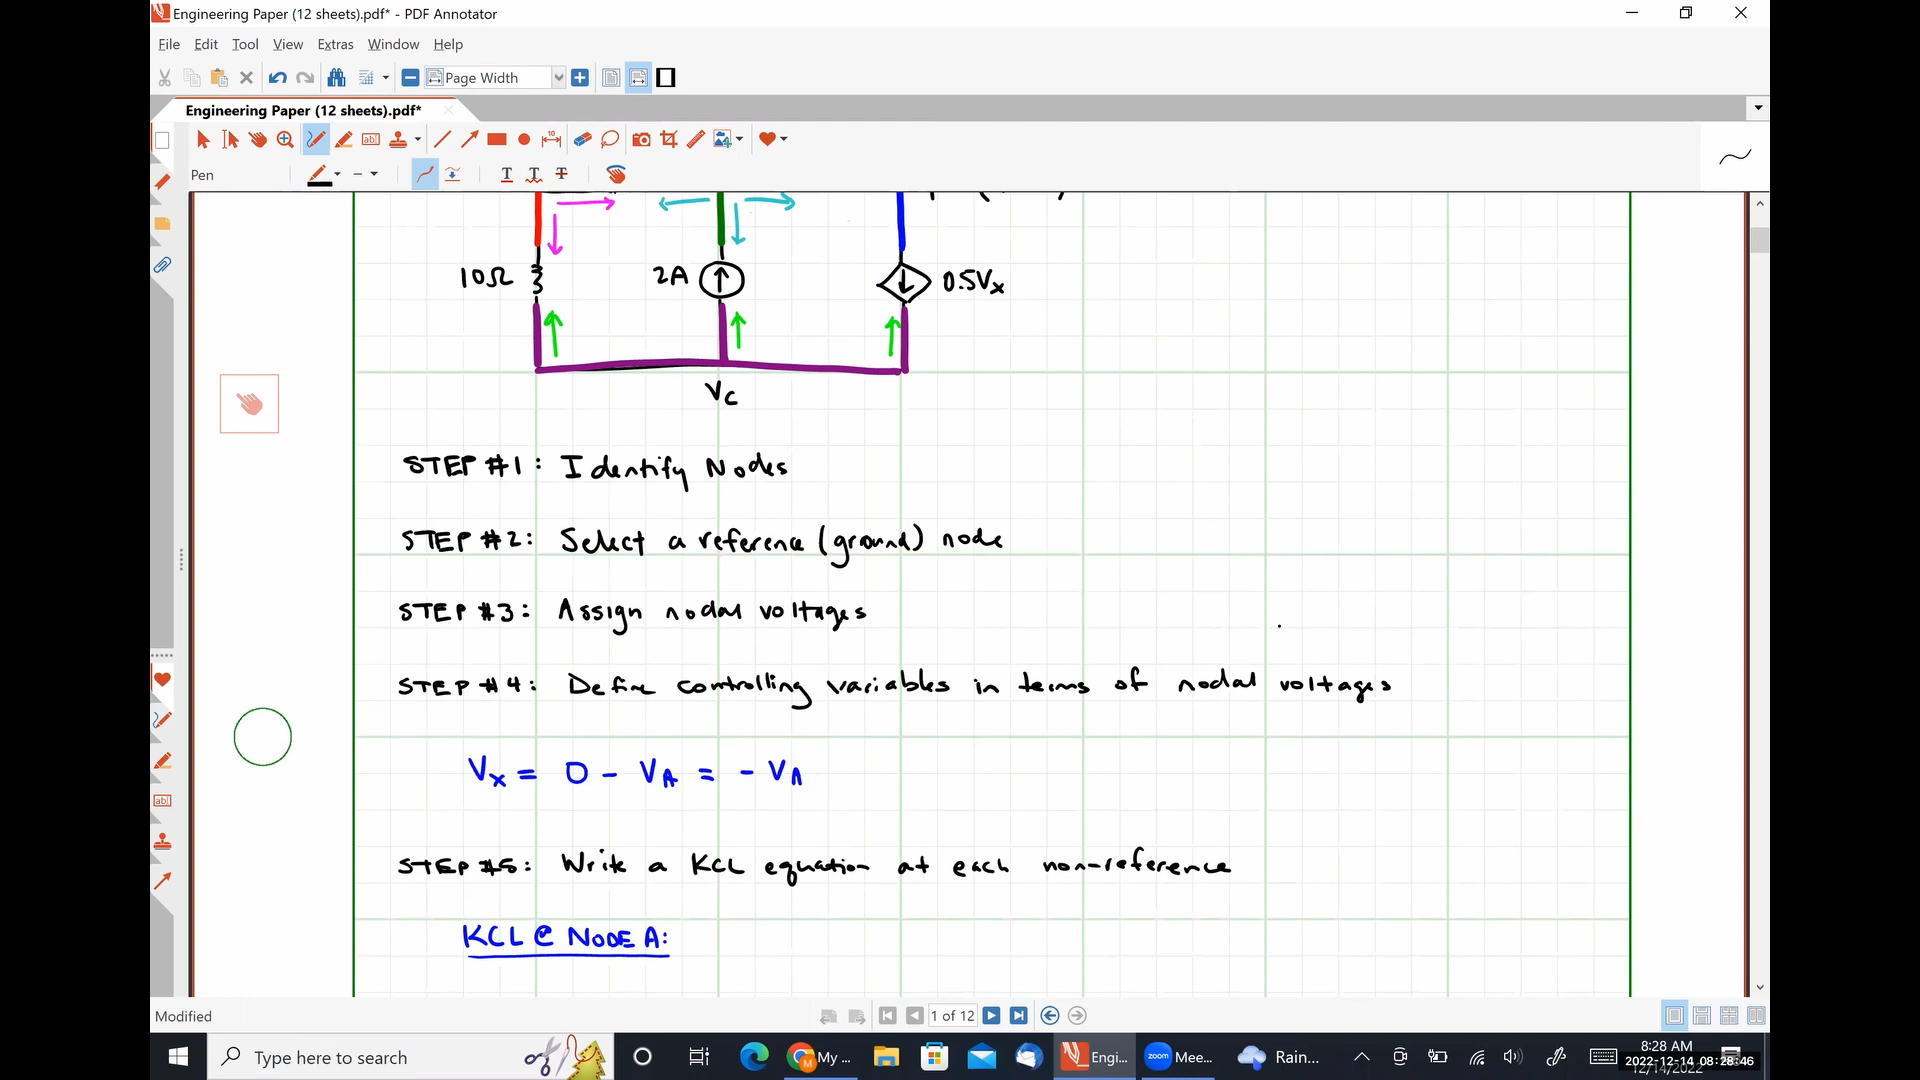 Engineering Paper (12 sheets).pdf* - PDF Annotator
File Edit Tool View Extras Window Help
Page Width
Engineering Paper (12 sheets).pdf*
Pen
10Ω 2A 0.5Vx
Vc
STEP #1: Identify Nodes
STEP #2: Select a reference (ground) node
STEP #3: Assign nodal voltages
STEP #4: Define controlling variables in terms of nodal voltages
Vx = 0 - VA = - VA
STEP #5: Write a KCL equation at each non-reference
KCL @ NODE A:
Modified
1 of 12
Type here to search
My ...
Engi...
zoom
Mee...
Rain...
8:28 AM
2022-12-14 08:28:46
12/14/2022